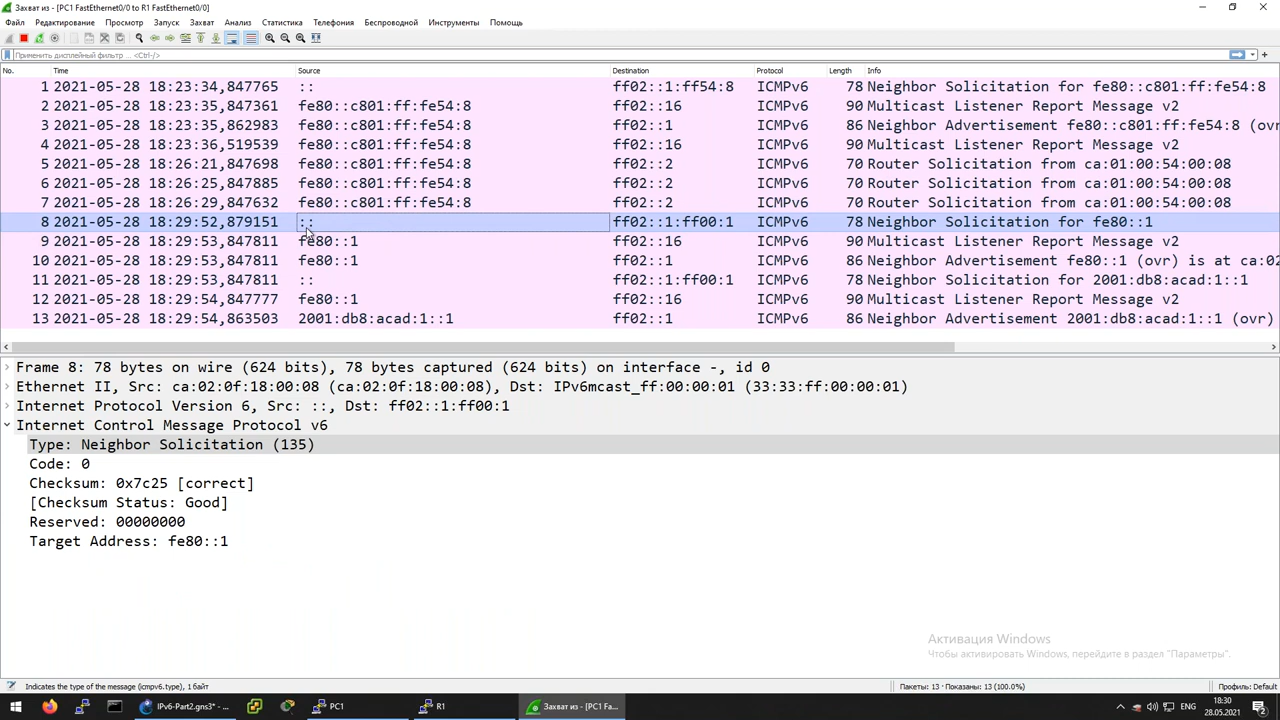 Захват из - [PC1 FastEthernet0/0 to R1 FastEthernet0/0]
Файл Редактирование Просмотр Запуск Захват Анализ Статистика Телефония Беспроводной Инструменты Помощь
Применить дисплейный фильтр ... <Ctrl-/>
No. Time Source Destination Protocol Length Info
1 2021-05-28 18:23:34,847765 :: ff02::1:ff54:8 ICMPv6 78 Neighbor Solicitation for fe80::c801:ff:fe54:8
2 2021-05-28 18:23:35,847361 fe80::c801:ff:fe54:8 ff02::16 ICMPv6 90 Multicast Listener Report Message v2
3 2021-05-28 18:23:35,862983 fe80::c801:ff:fe54:8 ff02::1 ICMPv6 86 Neighbor Advertisement fe80::c801:ff:fe54:8 (ovr
4 2021-05-28 18:23:36,519539 fe80::c801:ff:fe54:8 ff02::16 ICMPv6 90 Multicast Listener Report Message v2
5 2021-05-28 18:26:21,847698 fe80::c801:ff:fe54:8 ff02::2 ICMPv6 70 Router Solicitation from ca:01:00:54:00:08
6 2021-05-28 18:26:25,847885 fe80::c801:ff:fe54:8 ff02::2 ICMPv6 70 Router Solicitation from ca:01:00:54:00:08
7 2021-05-28 18:26:29,847632 fe80::c801:ff:fe54:8 ff02::2 ICMPv6 70 Router Solicitation from ca:01:00:54:00:08
8 2021-05-28 18:29:52,879151 :: ff02::1:ff00:1 ICMPv6 78 Neighbor Solicitation for fe80::1
9 2021-05-28 18:29:53,847811 fe80::1 ff02::16 ICMPv6 90 Multicast Listener Report Message v2
10 2021-05-28 18:29:53,847811 fe80::1 ff02::1 ICMPv6 86 Neighbor Advertisement fe80::1 (ovr) is at ca:02
11 2021-05-28 18:29:53,847811 :: ff02::1:ff00:1 ICMPv6 78 Neighbor Solicitation for 2001:db8:acad:1::1
12 2021-05-28 18:29:54,847777 fe80::1 ff02::16 ICMPv6 90 Multicast Listener Report Message v2
13 2021-05-28 18:29:54,863503 2001:db8:acad:1::1 ff02::1 ICMPv6 86 Neighbor Advertisement 2001:db8:acad:1::1 (ovr)
Frame 8: 78 bytes on wire (624 bits), 78 bytes captured (624 bits) on interface -, id 0
Ethernet II, Src: ca:02:0f:18:00:08 (ca:02:0f:18:00:08), Dst: IPv6mcast_ff:00:00:01 (33:33:ff:00:00:01)
Internet Protocol Version 6, Src: ::, Dst: ff02::1:ff00:1
Internet Control Message Protocol v6
Type: Neighbor Solicitation (135)
Code: 0
Checksum: 0x7c25 [correct]
[Checksum Status: Good]
Reserved: 00000000
Target Address: fe80::1
Активация Windows
Чтобы активировать Windows, перейдите в раздел "Параметры".
Indicates the type of the message (icmpv6.type), 1 байт
Пакеты: 13 · Показаны: 13 (100.0%)
Профиль: Default
IPv6-Part2.gns3* - ...
PC1
R1
Захват из - [PC1 Fa...
ENG
18:30
28.05.2021